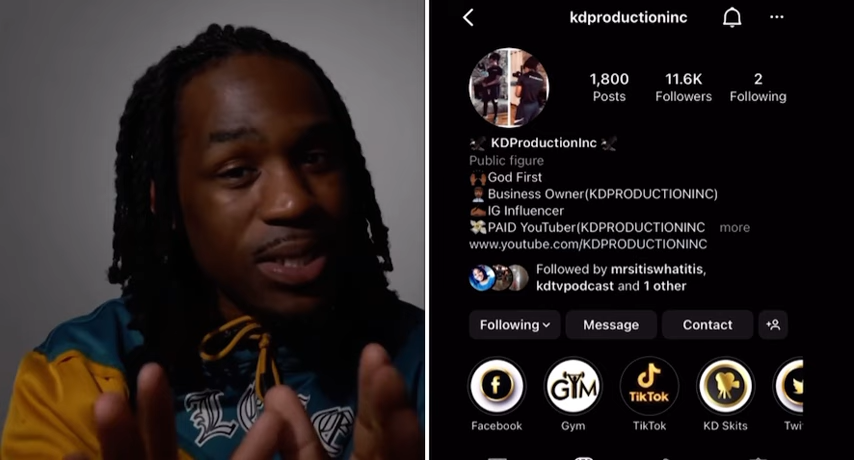 kdproductioninc
1,800
Posts
11.6K
Followers
2
Following
KDProductionInc
Public figure
God First
Business Owner(KDPRODUCTIONINC)
IG Influencer
PAID YouTuber(KDPRODUCTIONINC more
www.youtube.com/KDPRODUCTIONINC
Followed by mrsitiswhatitis,
kdtvpodcast and 1 other
Following
Message
Contact
f
GYM
TikTok
Facebook
Gym
TikTok
KD Skits
Twi